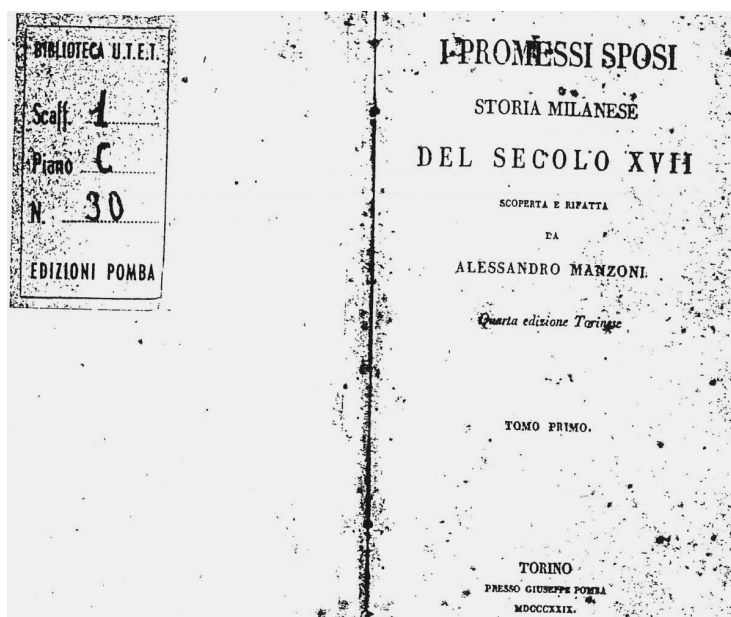 BIBLIOTECA U.T.E.T.
Scaff. 1
Piano C
N. 30
EDIZIONI POMBA
I PROMESSI SPOSI
STORIA MILANESE
DEL SECOLO XVII
SCOPERTA E RIFATTA
DA
ALESSANDRO MANZONI.
Quarta edizione Torinese
TOMO PRIMO.
TORINO
PRESSO GIUSEPPE POMBA
MDCCCXXIX.